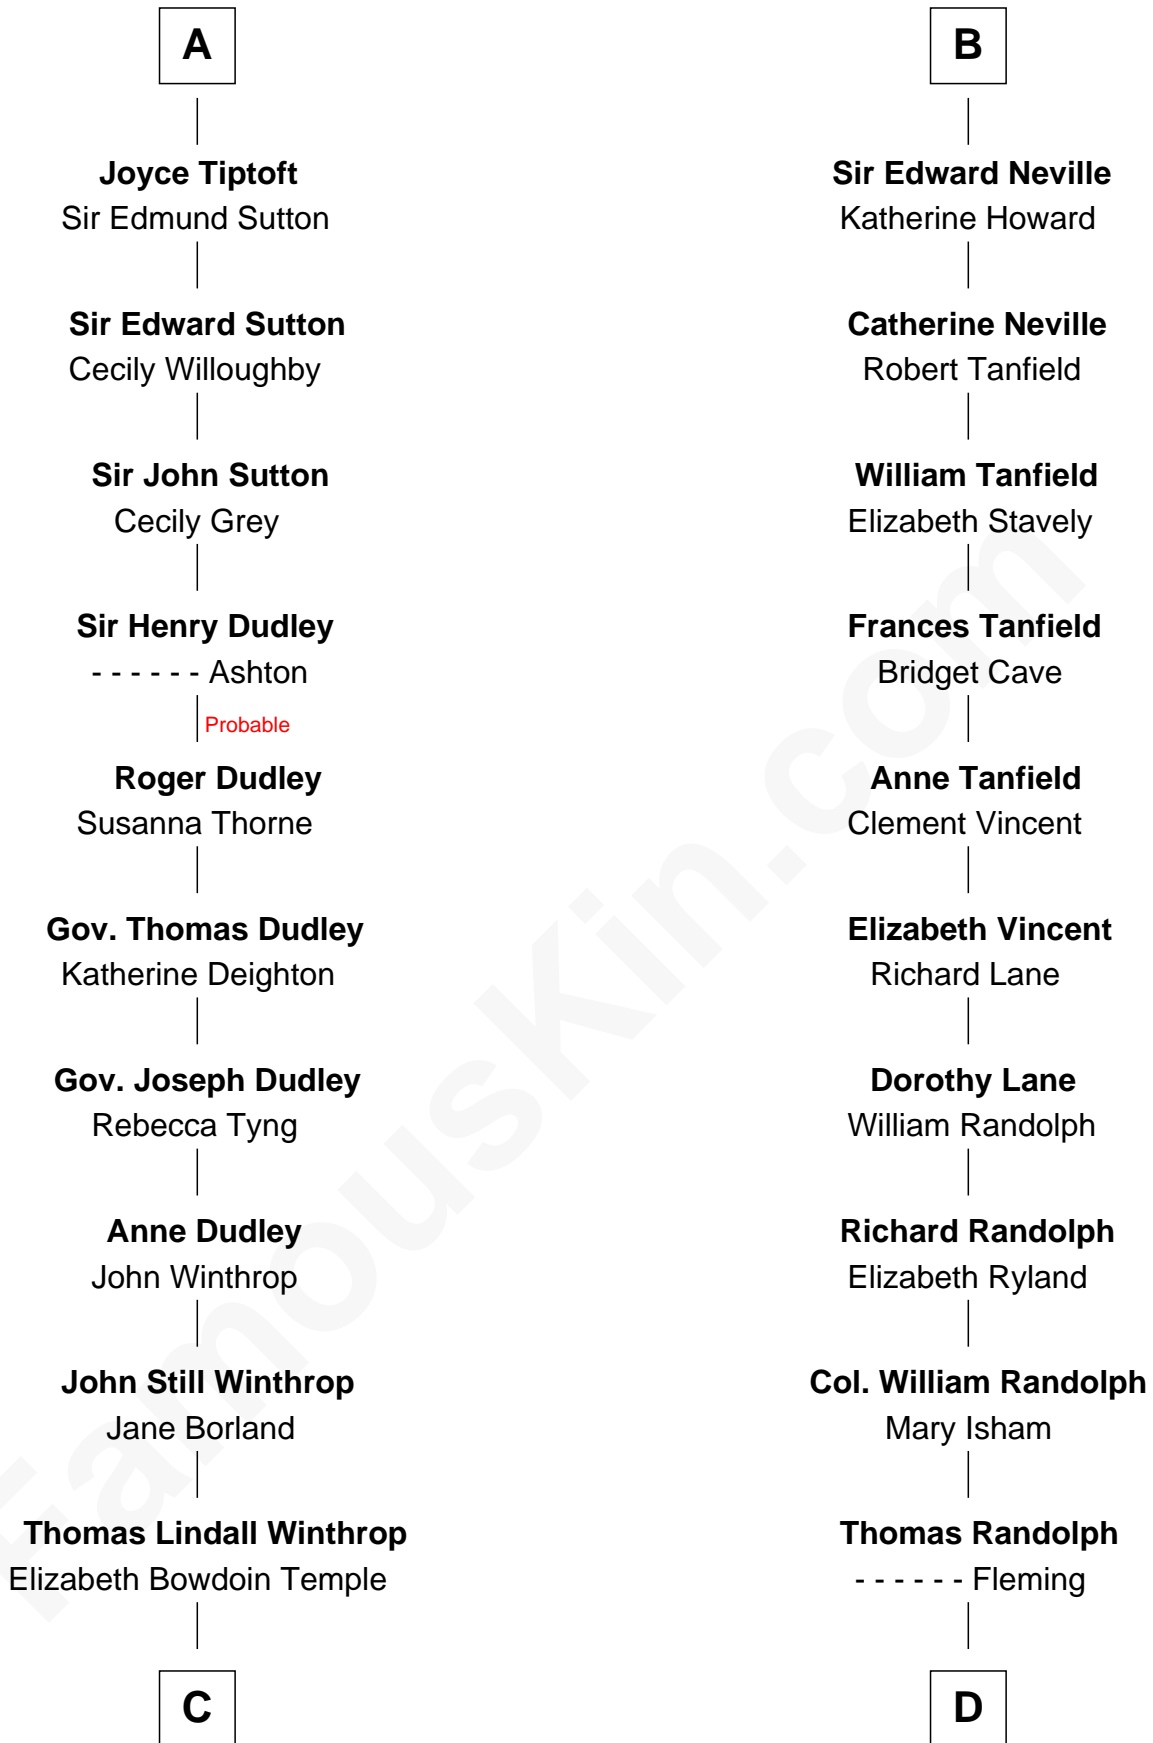 A
Joyce Tiptoft
Sir Edmund Sutton
Sir Edward Sutton
Cecily Willoughby
Sir John Sutton
Cecily Grey
Sir Henry Dudley
- - - - - - Ashton
Probable
Roger Dudley
Susanna Thorne
Gov. Thomas Dudley
Katherine Deighton
Gov. Joseph Dudley
Rebecca Tyng
Anne Dudley
John Winthrop
John Still Winthrop
Jane Borland
Thomas Lindall Winthrop
Elizabeth Bowdoin Temple
C
B
Sir Edward Neville
Katherine Howard
Catherine Neville
Robert Tanfield
William Tanfield
Elizabeth Stavely
Frances Tanfield
Bridget Cave
Anne Tanfield
Clement Vincent
Elizabeth Vincent
Richard Lane
Dorothy Lane
William Randolph
Richard Randolph
Elizabeth Ryland
Col. William Randolph
Mary Isham
Thomas Randolph
- - - - - - Fleming
D
FamousKin.com